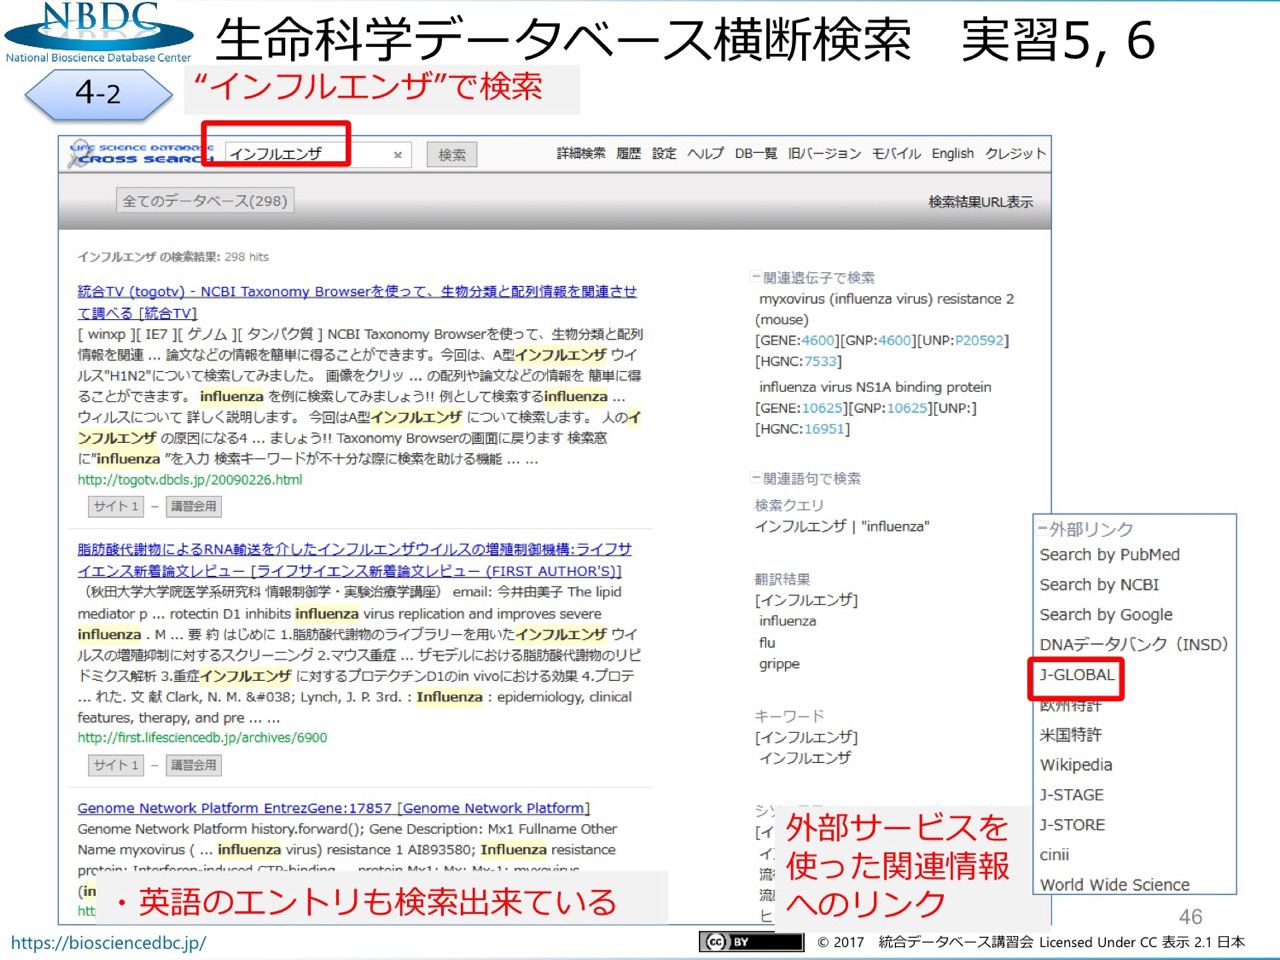 NBDC
National Bioscience Database Center
生命科学データベース横断検索　実習5, 6
4-2
“インフルエンザ”で検索
LIFE SCIENCE DATABASE
CROSS SEARCH
インフルエンザ
×
検索
詳細検索 履歴 設定 ヘルプ DB一覧 旧バージョン モバイル English クレジット
全てのデータベース(298)
検索結果URL表示
インフルエンザ の検索結果: 298 hits
統合TV (togotv) - NCBI Taxonomy Browserを使って、生物分類と配列情報を関連させ
て調べる [統合TV]
[ winxp ][ IE7 ][ ゲノム ][ タンパク質 ] NCBI Taxonomy Browserを使って、生物分類と配列
情報を関連 ... 論文などの情報を簡単に得ることができます。今回は、A型インフルエンザ ウイ
ルス"H1N2"について検索してみました。 画像をクリッ ... の配列や論文などの情報を 簡単に得
ることができます。 influenza を例に検索してみましょう!! 例として検索するinfluenza ...
ウィルスについて 詳しく説明します。 今回はA型インフルエンザ について検索します。 人のイ
ンフルエンザ の原因になる4 ... ましょう!! Taxonomy Browserの画面に戻ります 検索窓
に”influenza ”を入力 検索キーワードが不十分な際に検索を助ける機能 ... ...
http://togotv.dbcls.jp/20090226.html
サイト 1 – 講習会用
脂肪酸代謝物によるRNA輸送を介したインフルエンザウイルスの増殖制御機構:ライフサ
イエンス新着論文レビュー [ライフサイエンス新着論文レビュー (FIRST AUTHOR'S)]
（秋田大学大学院医学系研究科 情報制御学・実験治療学講座） email: 今井由美子 The lipid
mediator p ... rotectin D1 inhibits influenza virus replication and improves severe
influenza . M ... 要 約 はじめに 1.脂肪酸代謝物のライブラリーを用いたインフルエンザ ウイ
ルスの増殖抑制に対するスクリーニング 2.マウス重症 ... ザモデルにおける脂肪酸代謝物のリピ
ドミクス解析 3.重症インフルエンザ に対するプロテクチンD1のin vivoにおける効果 4.プロテ
... れた. 文 献 Clark, N. M. &#038; Lynch, J. P. 3rd. : Influenza : epidemiology, clinical
features, therapy, and pre ... ...
http://first.lifesciencedb.jp/archives/6900
サイト 1 – 講習会用
Genome Network Platform EntrezGene:17857 [Genome Network Platform]
Genome Network Platform history.forward(); Gene Description: Mx1 Fullname Other
Name myxovirus ( ... influenza virus) resistance 1 AI893580; Influenza resistance
protein; Interferon-induced GTP-binding ... protein Mx1; Mx; Mx-1; myxovirus
(in
htt
・英語のエントリも検索出来ている
関連遺伝子で検索
myxovirus (influenza virus) resistance 2
(mouse)
[GENE:4600][GNP:4600][UNP:P20592]
[HGNC:7533]
influenza virus NS1A binding protein
[GENE:10625][GNP:10625][UNP:]
[HGNC:16951]
関連語句で検索
検索クエリ
インフルエンザ | "influenza"
翻訳結果
[インフルエンザ]
influenza
flu
grippe
キーワード
[インフルエンザ]
インフルエンザ
外部サービスを
使った関連情報
へのリンク
外部リンク
Search by PubMed
Search by NCBI
Search by Google
DNAデータバンク（INSD）
J-GLOBAL
欧州特許
米国特許
Wikipedia
J-STAGE
J-STORE
cinii
World Wide Science
46
https://biosciencedbc.jp/
cc BY
© 2017　統合データベース講習会 Licensed Under CC 表示 2.1 日本